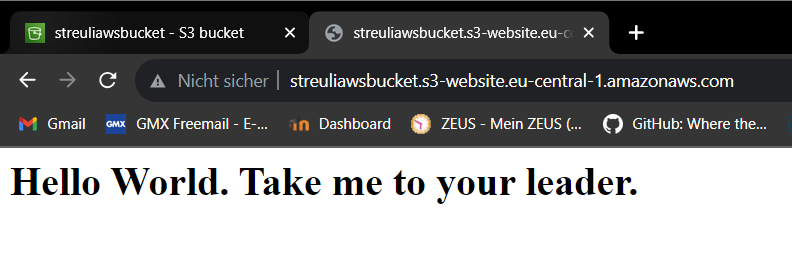 streuliawsbucket - S3 bucket
streuliawsbucket.s3-website.eu-c
Nicht sicher
streuliawsbucket.s3-website.eu-central-1.amazonaws.com
Gmail
GMX
GMX Freemail - E-...
Dashboard
ZEUS - Mein ZEUS (...
GitHub: Where the...
Hello World. Take me to your leader.